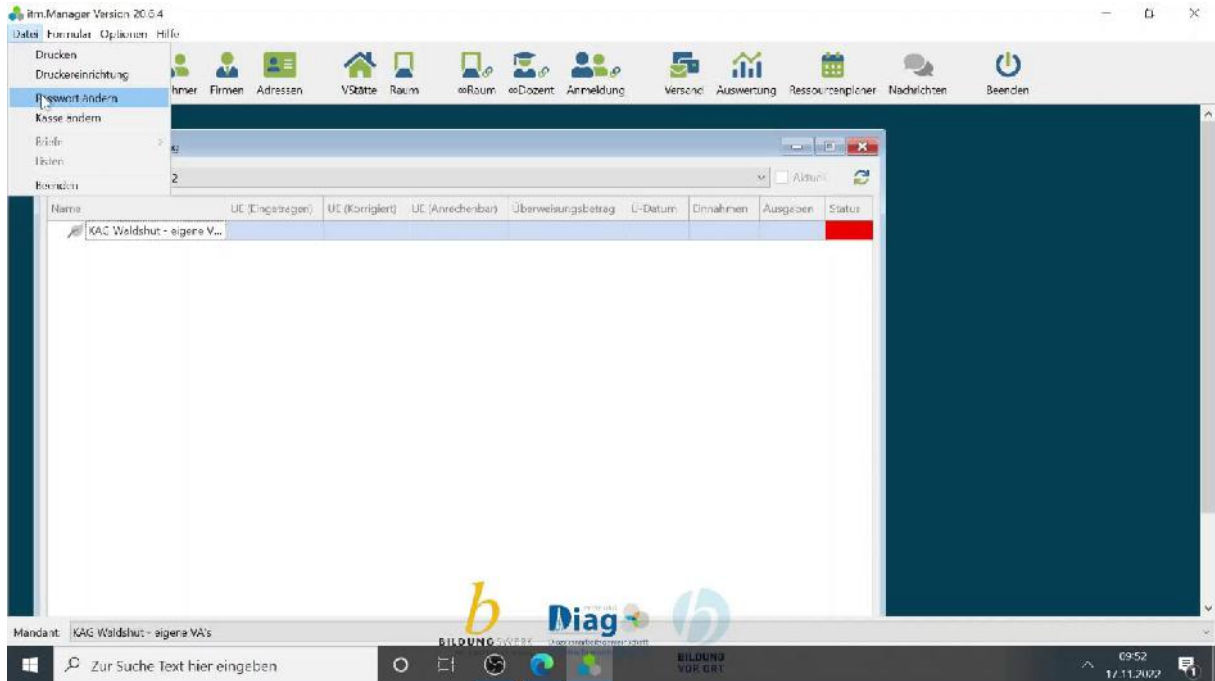 itm.Manager Version 20.6.4
Datei Formular Optionen Hilfe
Drucken
Druckereinrichtung
Passwort ändern
Kasse ändern
Briefe
Listen
Beenden
hmer Firmen Adressen VStätte Raum ∞Raum ∞Dozent Anmeldung Versand Auswertung Ressourcenplaner Nachrichten Beenden
2 Aktuell
Name UE (Eingetragen) UE (Korrigiert) UE (Anrechenbar) Überweisungsbetrag Ü-Datum Einnahmen Ausgaben Status
KAG Waldshut - eigene V...
b Diag b
Mandant: KAG Waldshut - eigene VA's
BILDUNGSWERK
BILDUNG
VOR ORT
Zur Suche Text hier eingeben
09:52
17.11.2022